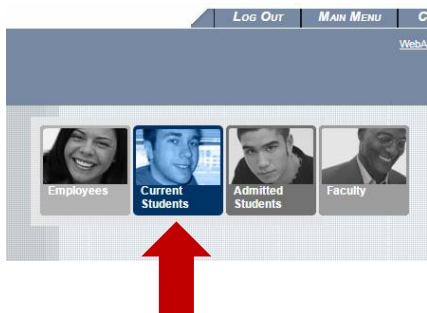 LOG OUT
MAIN MENU
C
WebA
Employees
Current
Students
Admitted
Students
Faculty